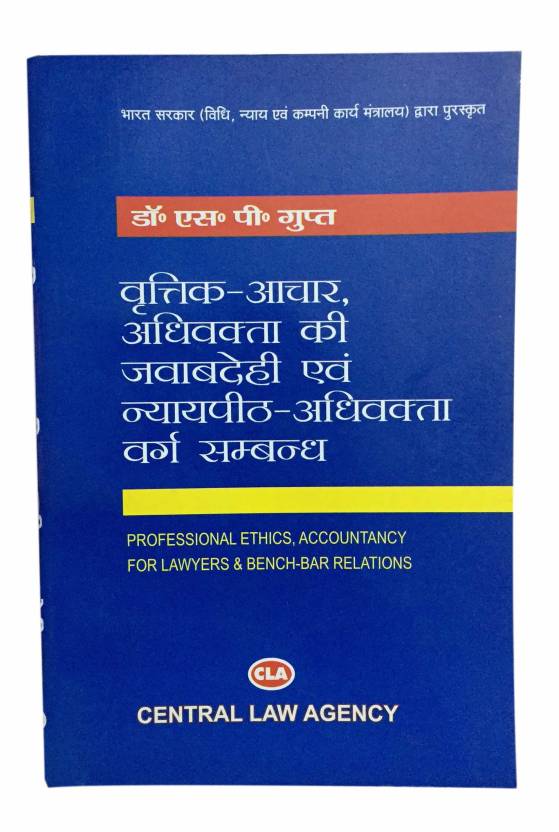 भारत सरकार (विधि, न्याय एवं कम्पनी कार्य मंत्रालय) द्वारा पुरस्कृत
डॉ॰ एस॰ पी॰ गुप्त
वृत्तिक-आचार,
अधिवक्ता की
जवाबदेही एवं
न्यायपीठ-अधिवक्ता
वर्ग सम्बन्ध
PROFESSIONAL ETHICS, ACCOUNTANCY
FOR LAWYERS & BENCH-BAR RELATIONS
CLA
CENTRAL LAW AGENCY